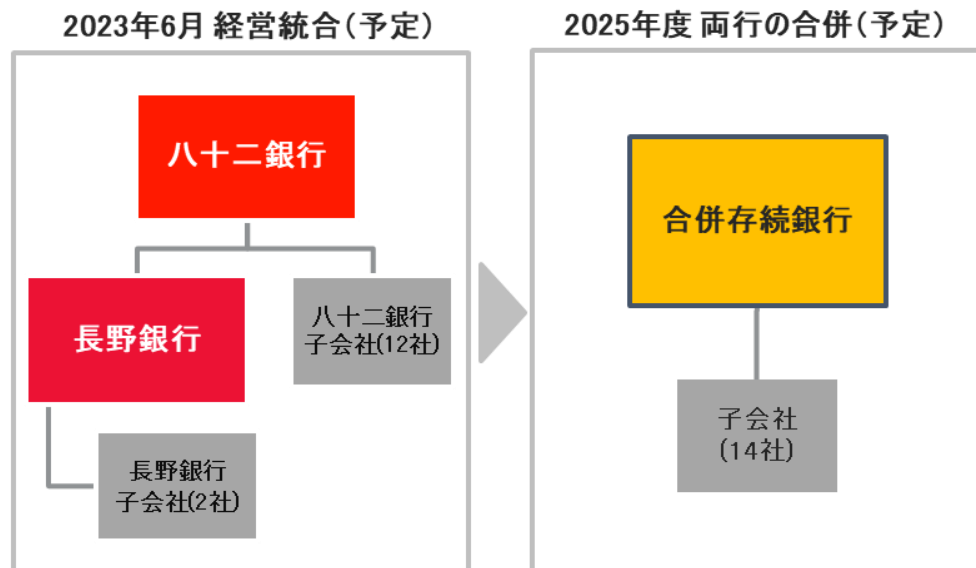 2023年6月 経営統合(予定)
八十二銀行
長野銀行
八十二銀行
子会社(12社)
長野銀行
子会社(2社)
2025年度 両行の合併(予定)
合併存続銀行
子会社
(14社)